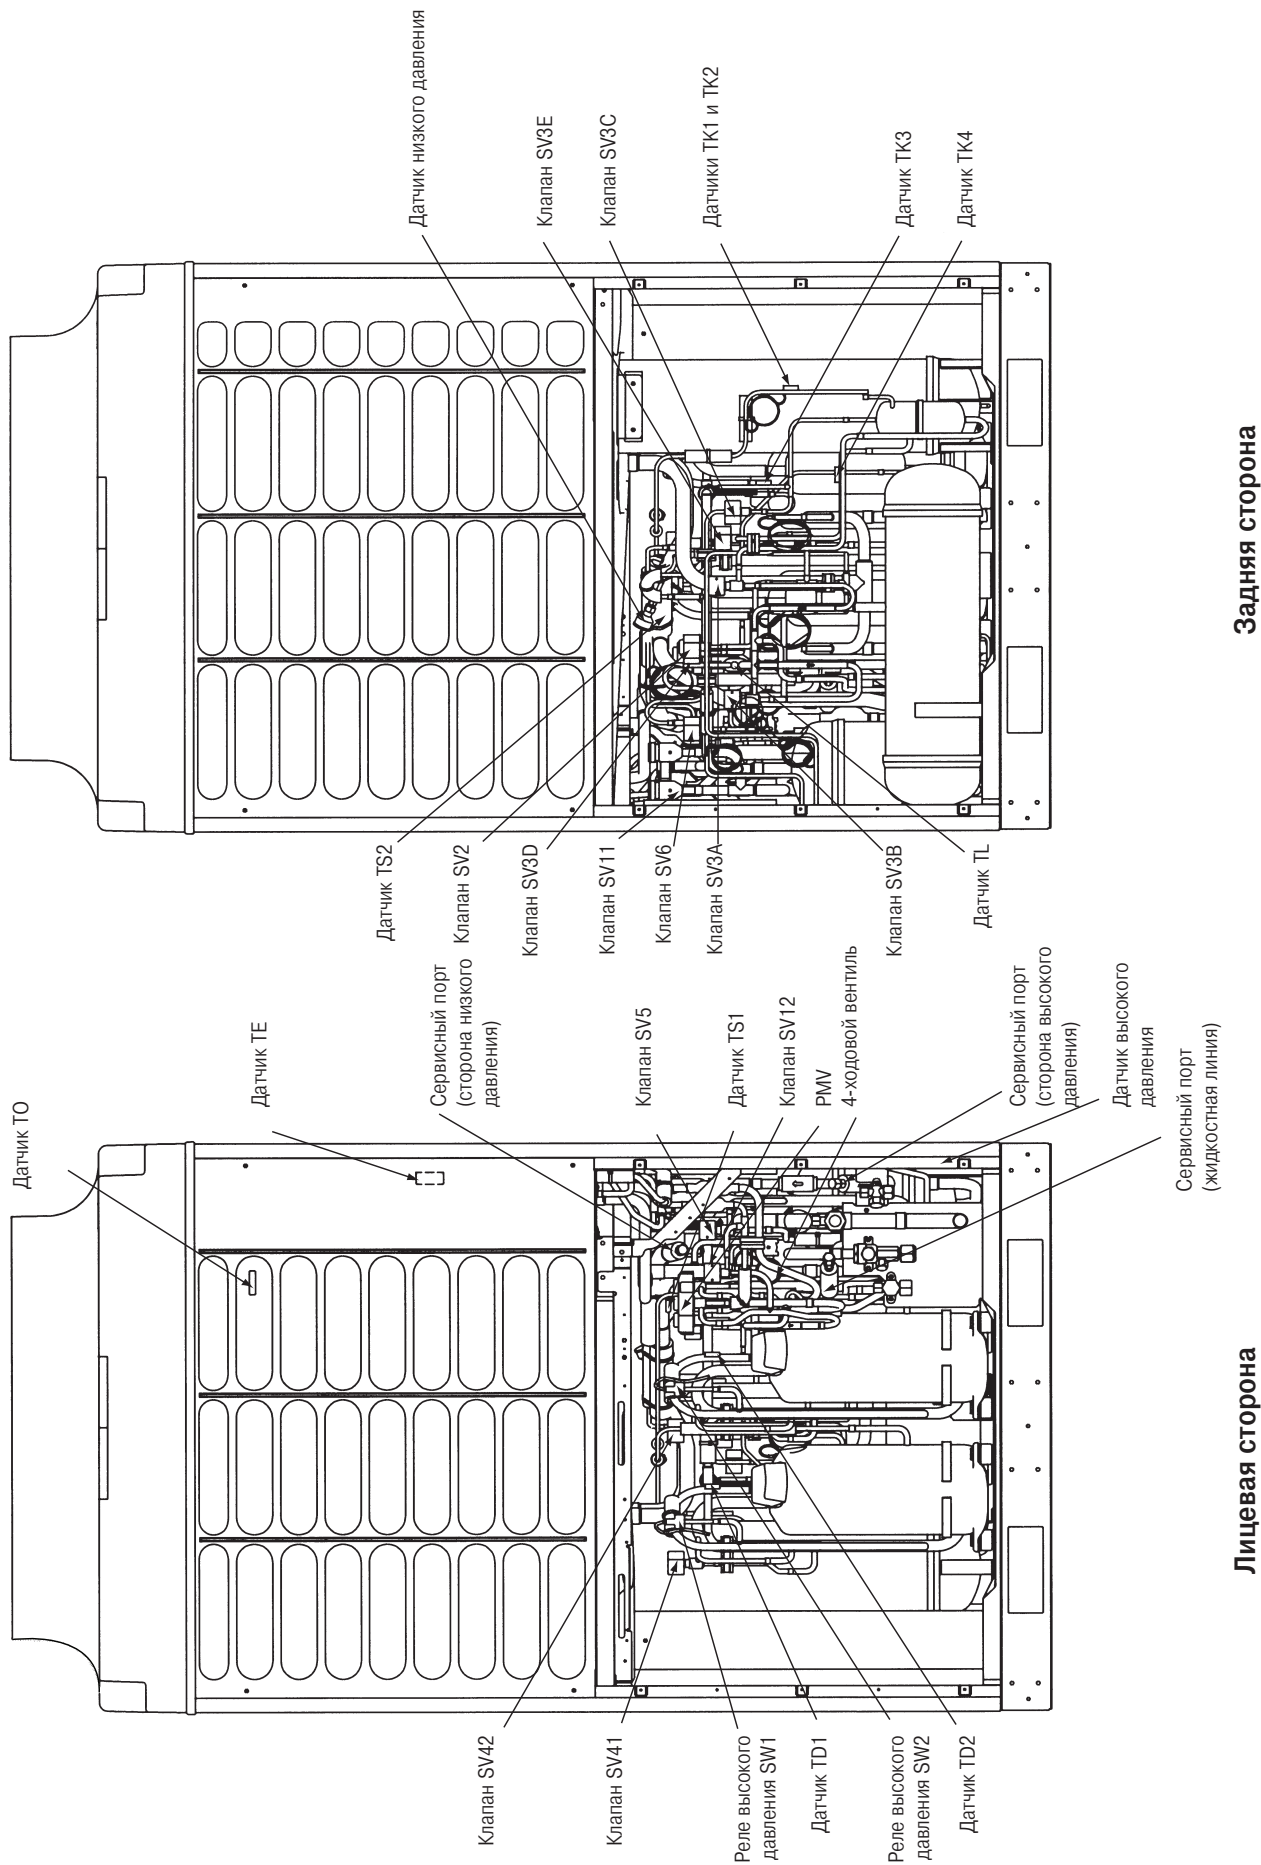 Датчик TO
Датчик TE
Сервисный порт
(сторона низкого
давления)
Клапан SV5
Датчик TS1
Клапан SV12
PMV
4-ходовой вентиль
Сервисный порт
(сторона высокого
давления)
Датчик высокого
давления
Сервисный порт
(жидкостная линия)
Клапан SV42
Клапан SV41
Реле высокого
давления SW1
Датчик TD1
Реле высокого
давления SW2
Датчик TD2
Лицевая сторона
Датчик низкого давления
Клапан SV3E
Клапан SV3C
Датчики TK1 и TK2
Датчик TK3
Датчик TK4
Датчик TS2
Клапан SV2
Клапан SV3D
Клапан SV11
Клапан SV6
Клапан SV3A
Клапан SV3B
Датчик TL
Задняя сторона